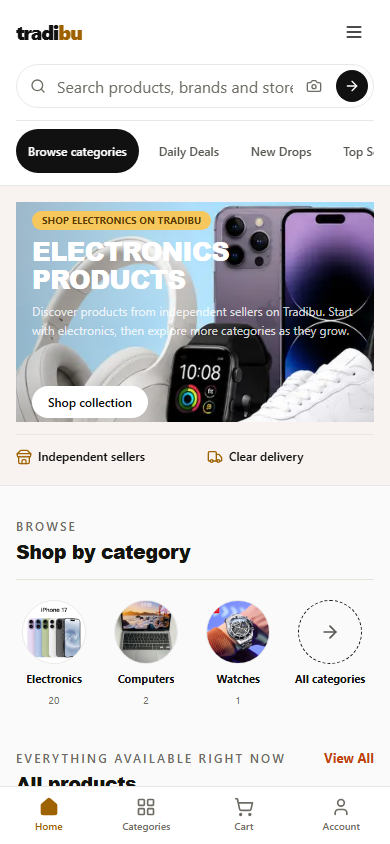 tradibu
Search products, brands and store
Browse categories
Daily Deals
New Drops
Top S
SHOP ELECTRONICS ON TRADIBU
ELECTRONICS
PRODUCTS
Discover products from independent sellers on Tradibu. Start
with electronics, then explore more categories as they grow.
Shop collection
Independent sellers
Clear delivery
BROWSE
Shop by category
iPhone 17
Electronics
20
Computers
2
Watches
1
All categories
EVERYTHING AVAILABLE RIGHT NOW
View All
All products
Home
Categories
Cart
Account